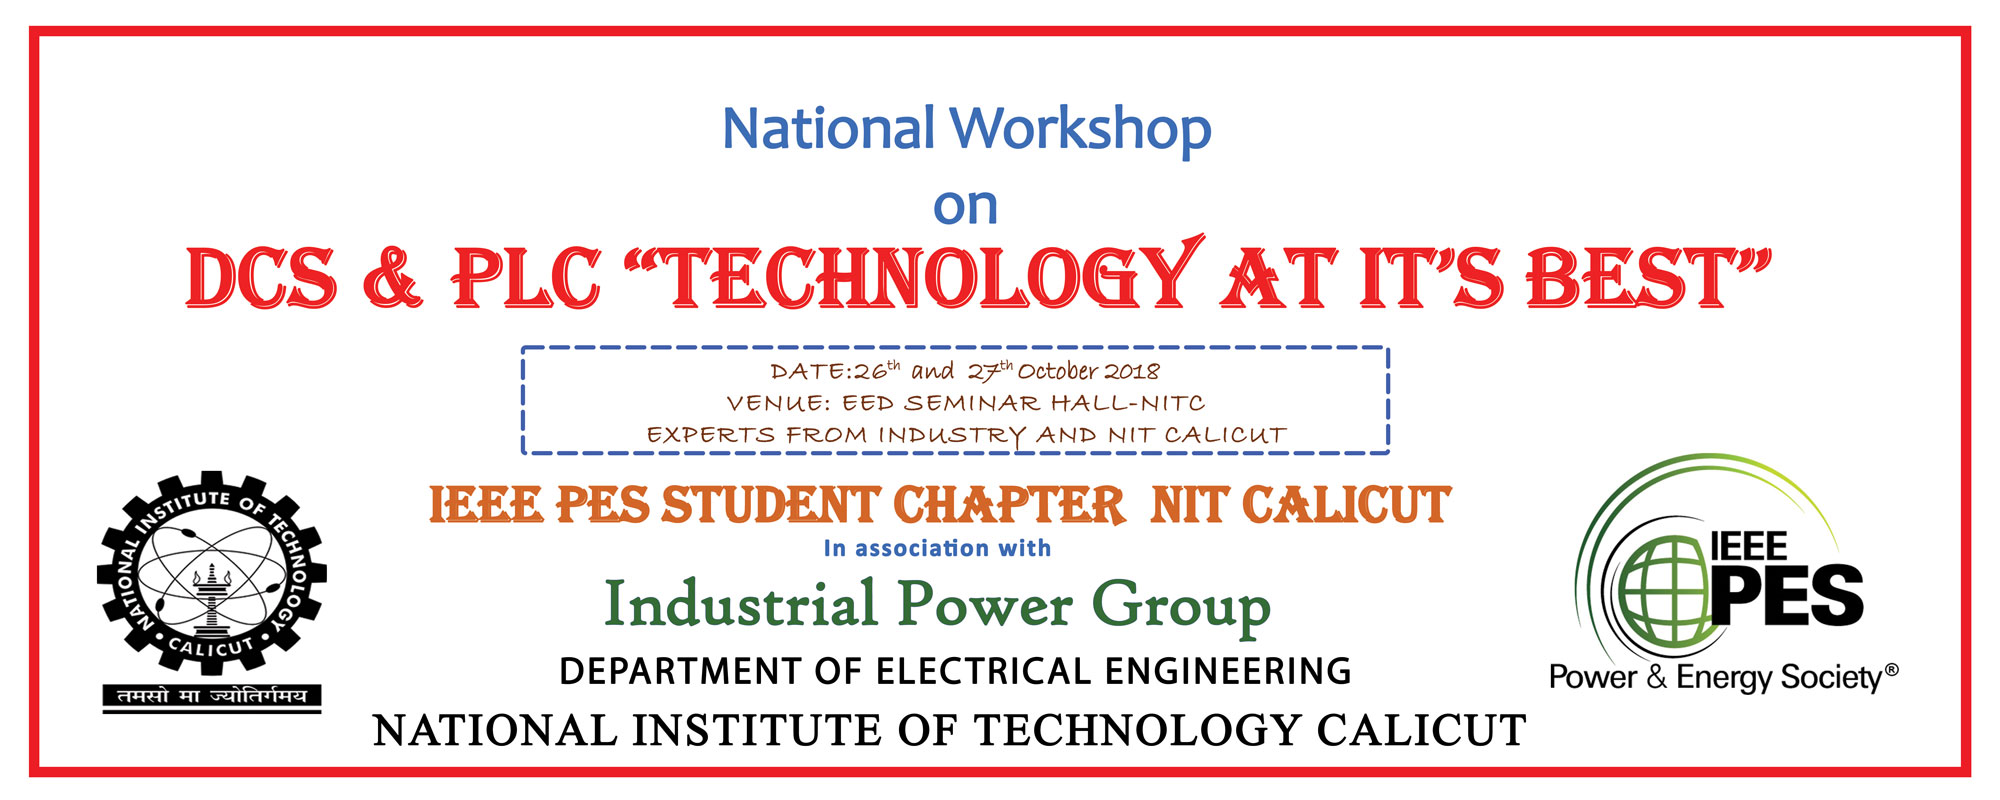 National Workshop
on
DCS & PLC “TECHNOLOGY AT IT’S BEST”
DATE:26th and 27th October 2018
VENUE: EED SEMINAR HALL-NITC
EXPERTS FROM INDUSTRY AND NIT CALICUT
IEEE PES STUDENT CHAPTER NIT CALICUT
In association with
Industrial Power Group
DEPARTMENT OF ELECTRICAL ENGINEERING
NATIONAL INSTITUTE OF TECHNOLOGY CALICUT
NATIONAL INSTITUTE OF TECHNOLOGY
• CALICUT •
तमसो मा ज्योतिर्गमय
IEEE
PES
Power & Energy Society®